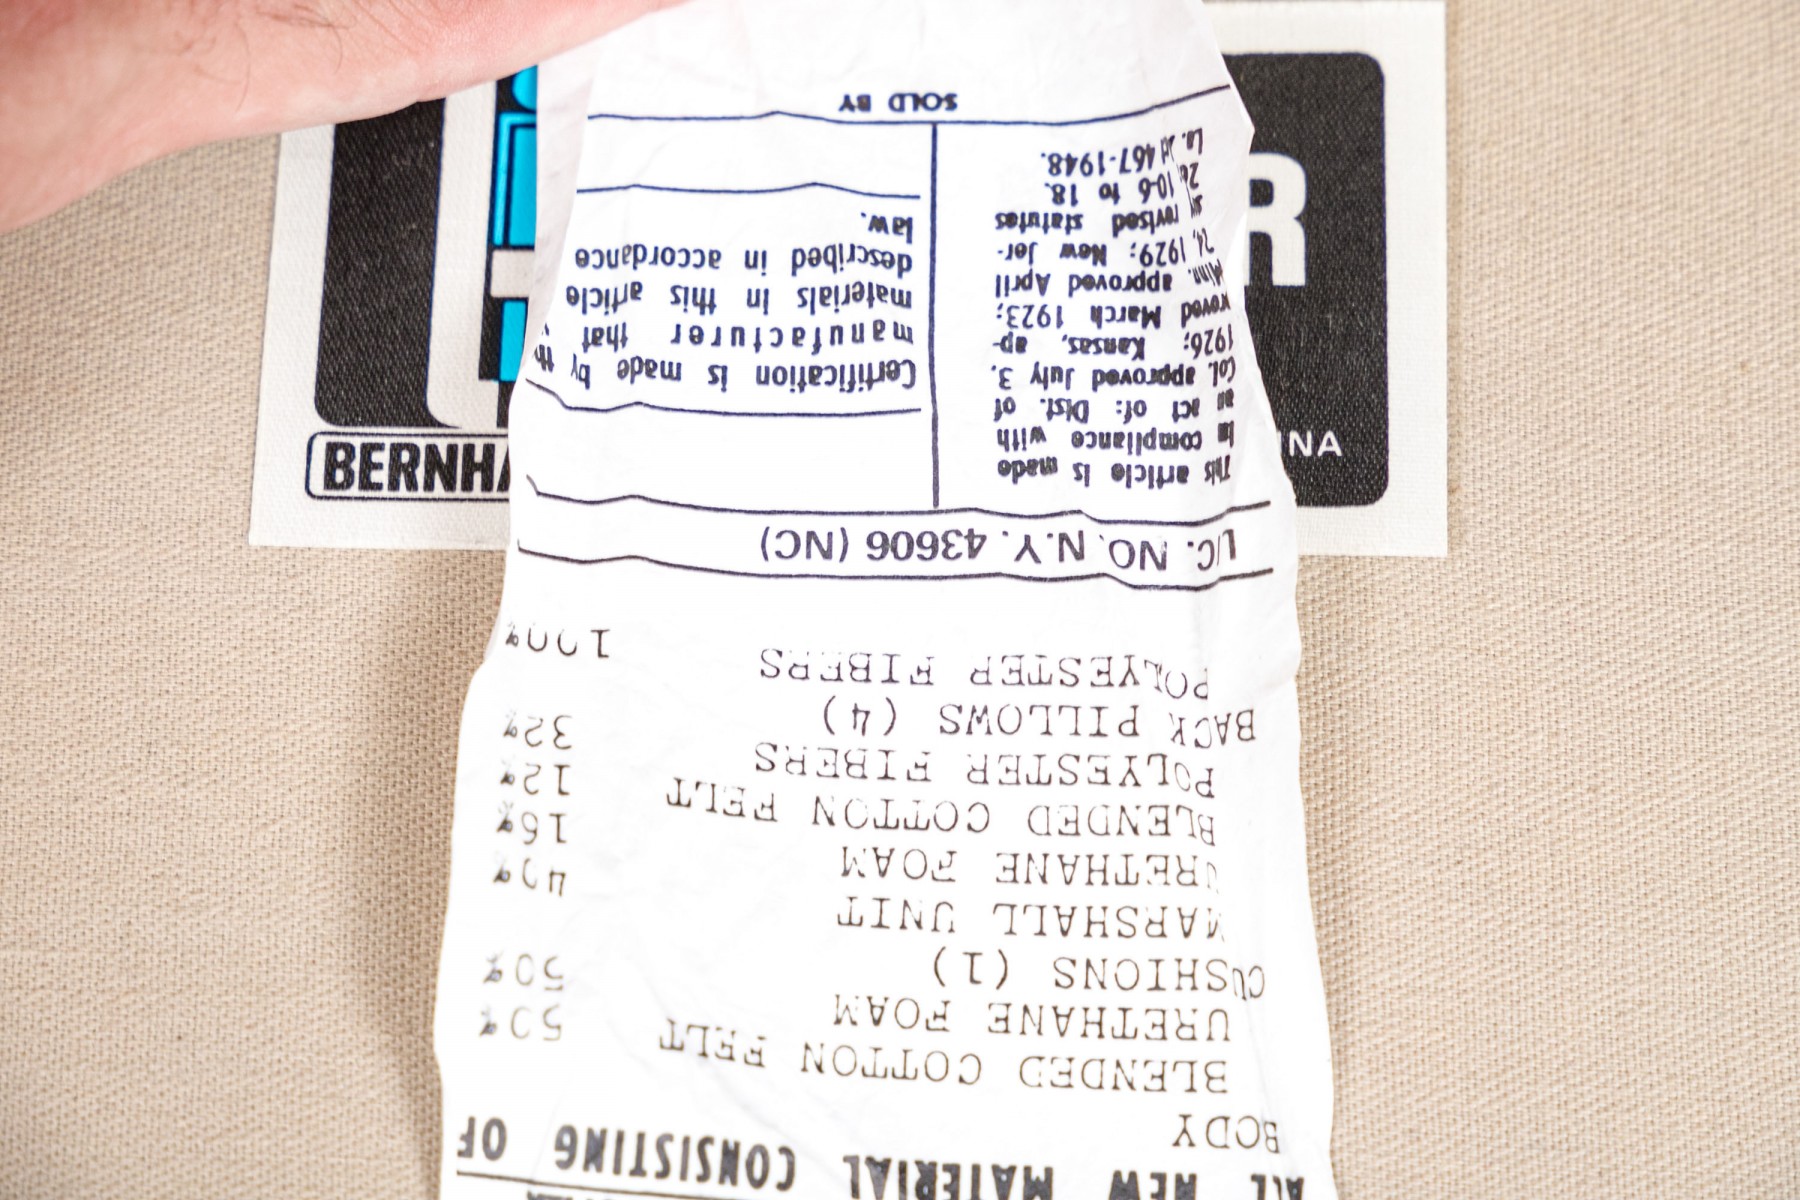 ALL NEW MATERIAL CONSISTING OF
BODY
BLENDED COTTON FELT 50%
URETHANE FOAM 50%
CUSHIONS (1)
MARSHALL UNIT 40%
URETHANE FOAM 16%
BLENDED COTTON FELT 12%
POLYESTER FIBERS 32%
BACK PILLOWS (4)
POLYESTER FIBERS 100%
LIC. NO. N.Y. 43606 (NC)
This article is made
in compliance with
an act of: Dist. of
Col. approved July 3,
1926; Kansas, ap-
proved March 1923;
Minn. approved April
24, 1929; New Jer-
sey revised statutes
26 10-6 to 18.
La. Act 467-1948.
Certification is made by the
manufacturer that
materials in this article
described in accordance
law.
SOLD BY
BERNHA
R
INA